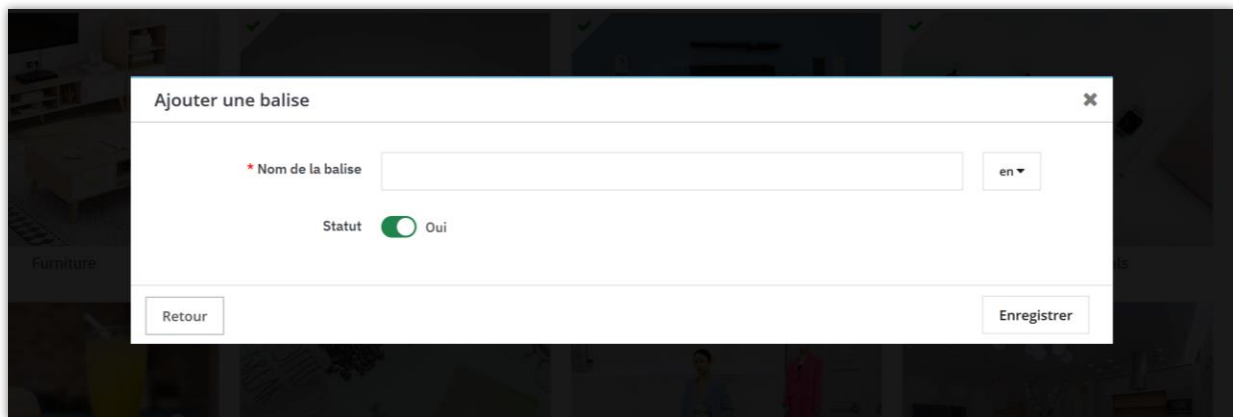 Ajouter une balise
* Nom de la balise
en
Statut
Oui
Furniture
Retour
Enregistrer